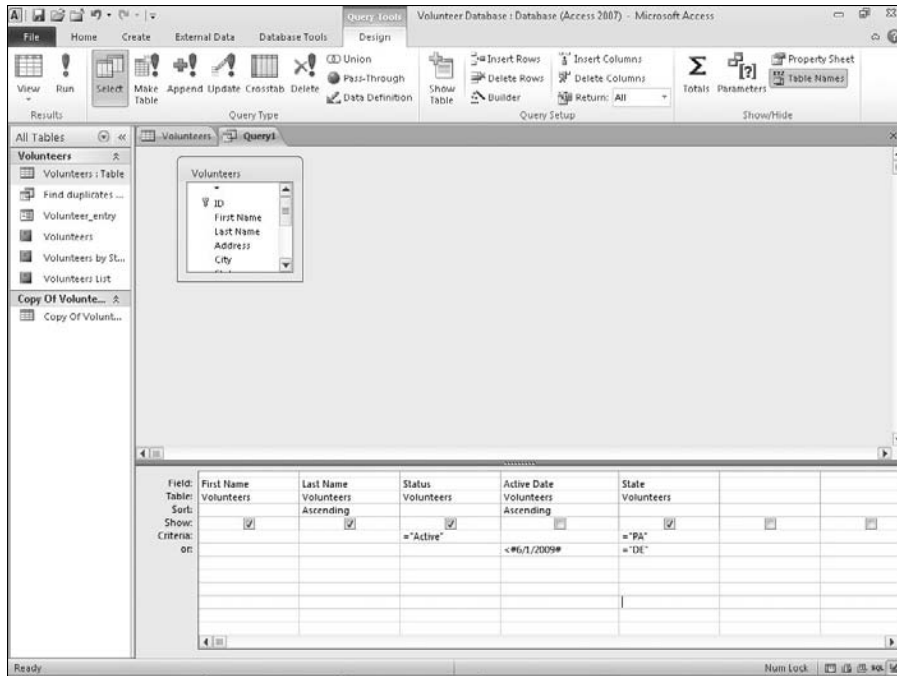 Query Tools
Volunteer Database : Database (Access 2007) - Microsoft Access
File Home Create External Data Database Tools Design
View
Run
Results
Select
Make Table
Append
Update
Crosstab
Delete
Union
Pass-Through
Data Definition
Query Type
Show Table
Insert Rows
Delete Rows
Builder
Insert Columns
Delete Columns
Return: All
Query Setup
Totals
Parameters
Property Sheet
Table Names
Show/Hide
All Tables
Volunteers
Volunteers : Table
Find duplicates ...
Volunteer_entry
Volunteers
Volunteers by St...
Volunteers List
Copy Of Volunte...
Copy Of Volunt...
Volunteers Query1
Volunteers
*
ID
First Name
Last Name
Address
City
Field: First Name Last Name Status Active Date State
Table: Volunteers Volunteers Volunteers Volunteers Volunteers
Sort: Ascending Ascending
Show:
Criteria: ="Active" ="PA"
or: <#6/1/2009# ="DE"
Ready
Num Lock
SQL